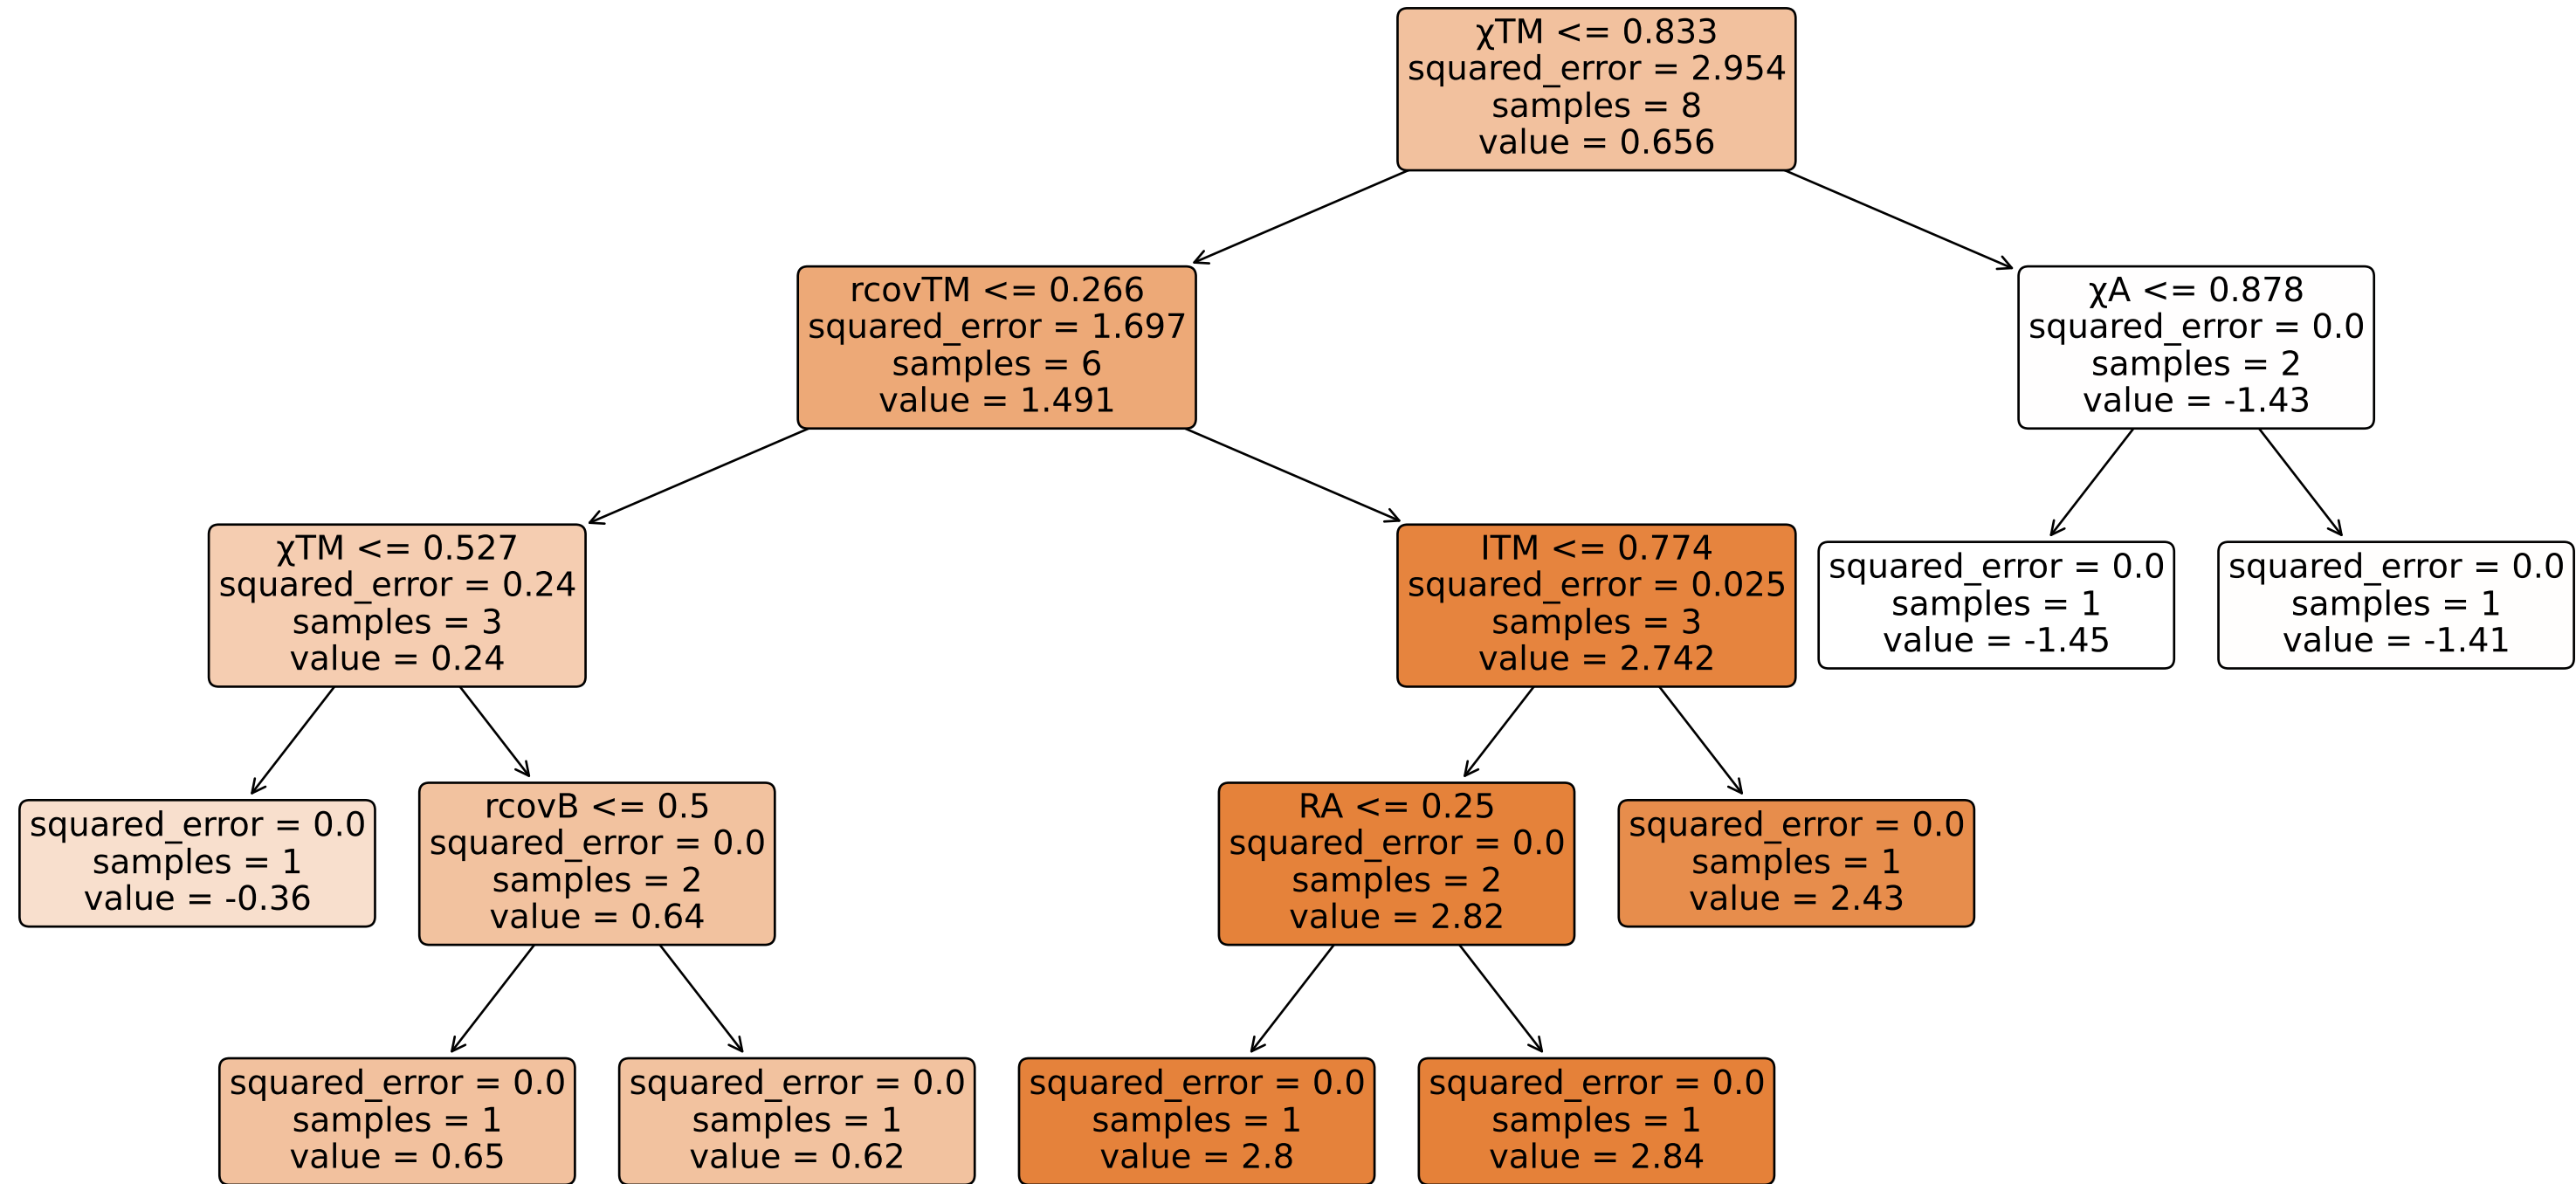 χTM <= 0.833
squared_error = 2.954
samples = 8
value = 0.656
rcovTM <= 0.266
squared_error = 1.697
samples = 6
value = 1.491
χA <= 0.878
squared_error = 0.0
samples = 2
value = -1.43
χTM <= 0.527
squared_error = 0.24
samples = 3
value = 0.24
ITM <= 0.774
squared_error = 0.025
samples = 3
value = 2.742
squared_error = 0.0
samples = 1
value = -1.45
squared_error = 0.0
samples = 1
value = -1.41
squared_error = 0.0
samples = 1
value = -0.36
rcovB <= 0.5
squared_error = 0.0
samples = 2
value = 0.64
RA <= 0.25
squared_error = 0.0
samples = 2
value = 2.82
squared_error = 0.0
samples = 1
value = 2.43
squared_error = 0.0
samples = 1
value = 0.65
squared_error = 0.0
samples = 1
value = 0.62
squared_error = 0.0
samples = 1
value = 2.8
squared_error = 0.0
samples = 1
value = 2.84